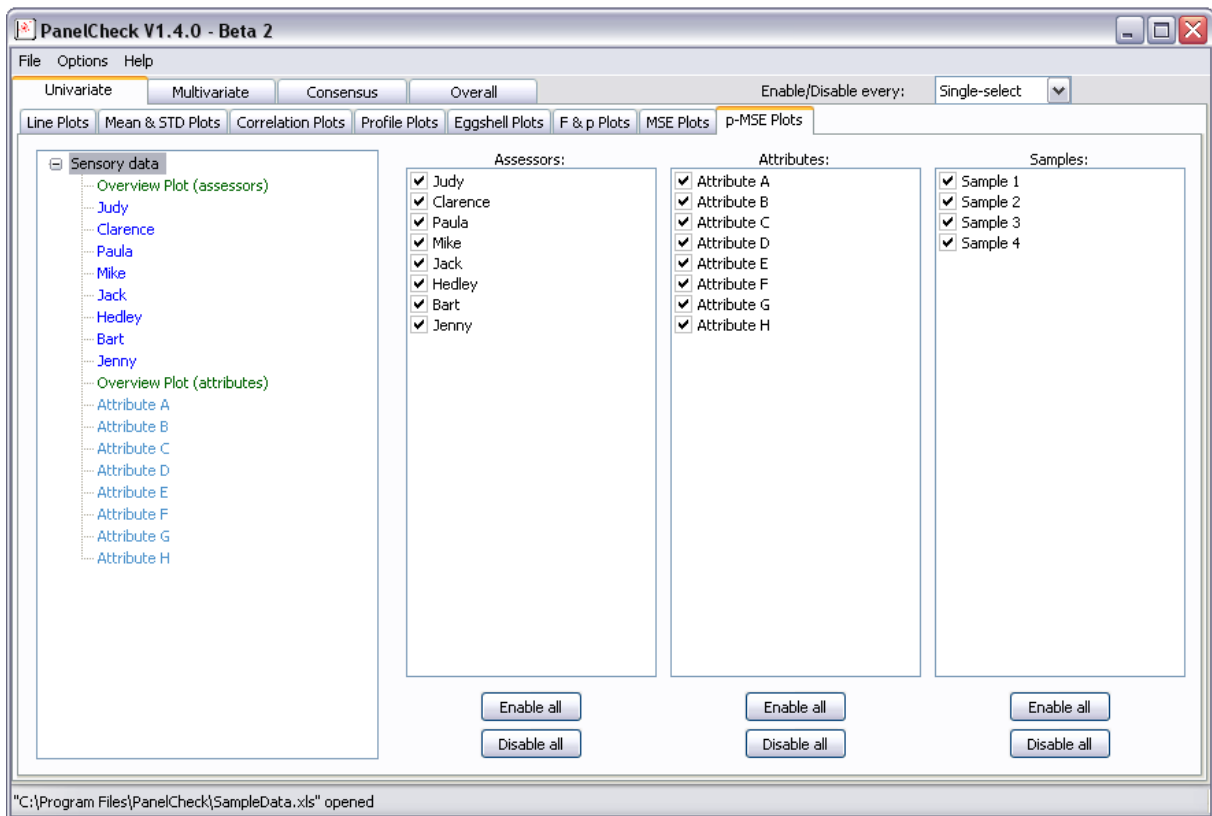 PanelCheck V1.4.0 - Beta 2
File Options Help
Univariate Multivariate Consensus Overall Enable/Disable every: Single-select
Line Plots Mean & STD Plots Correlation Plots Profile Plots Eggshell Plots F & p Plots MSE Plots p-MSE Plots
Sensory data
Overview Plot (assessors)
Judy
Clarence
Paula
Mike
Jack
Hedley
Bart
Jenny
Overview Plot (attributes)
Attribute A
Attribute B
Attribute C
Attribute D
Attribute E
Attribute F
Attribute G
Attribute H
Assessors:
Judy
Clarence
Paula
Mike
Jack
Hedley
Bart
Jenny
Enable all
Disable all
Attributes:
Attribute A
Attribute B
Attribute C
Attribute D
Attribute E
Attribute F
Attribute G
Attribute H
Enable all
Disable all
Samples:
Sample 1
Sample 2
Sample 3
Sample 4
Enable all
Disable all
"C:\Program Files\PanelCheck\SampleData.xls" opened